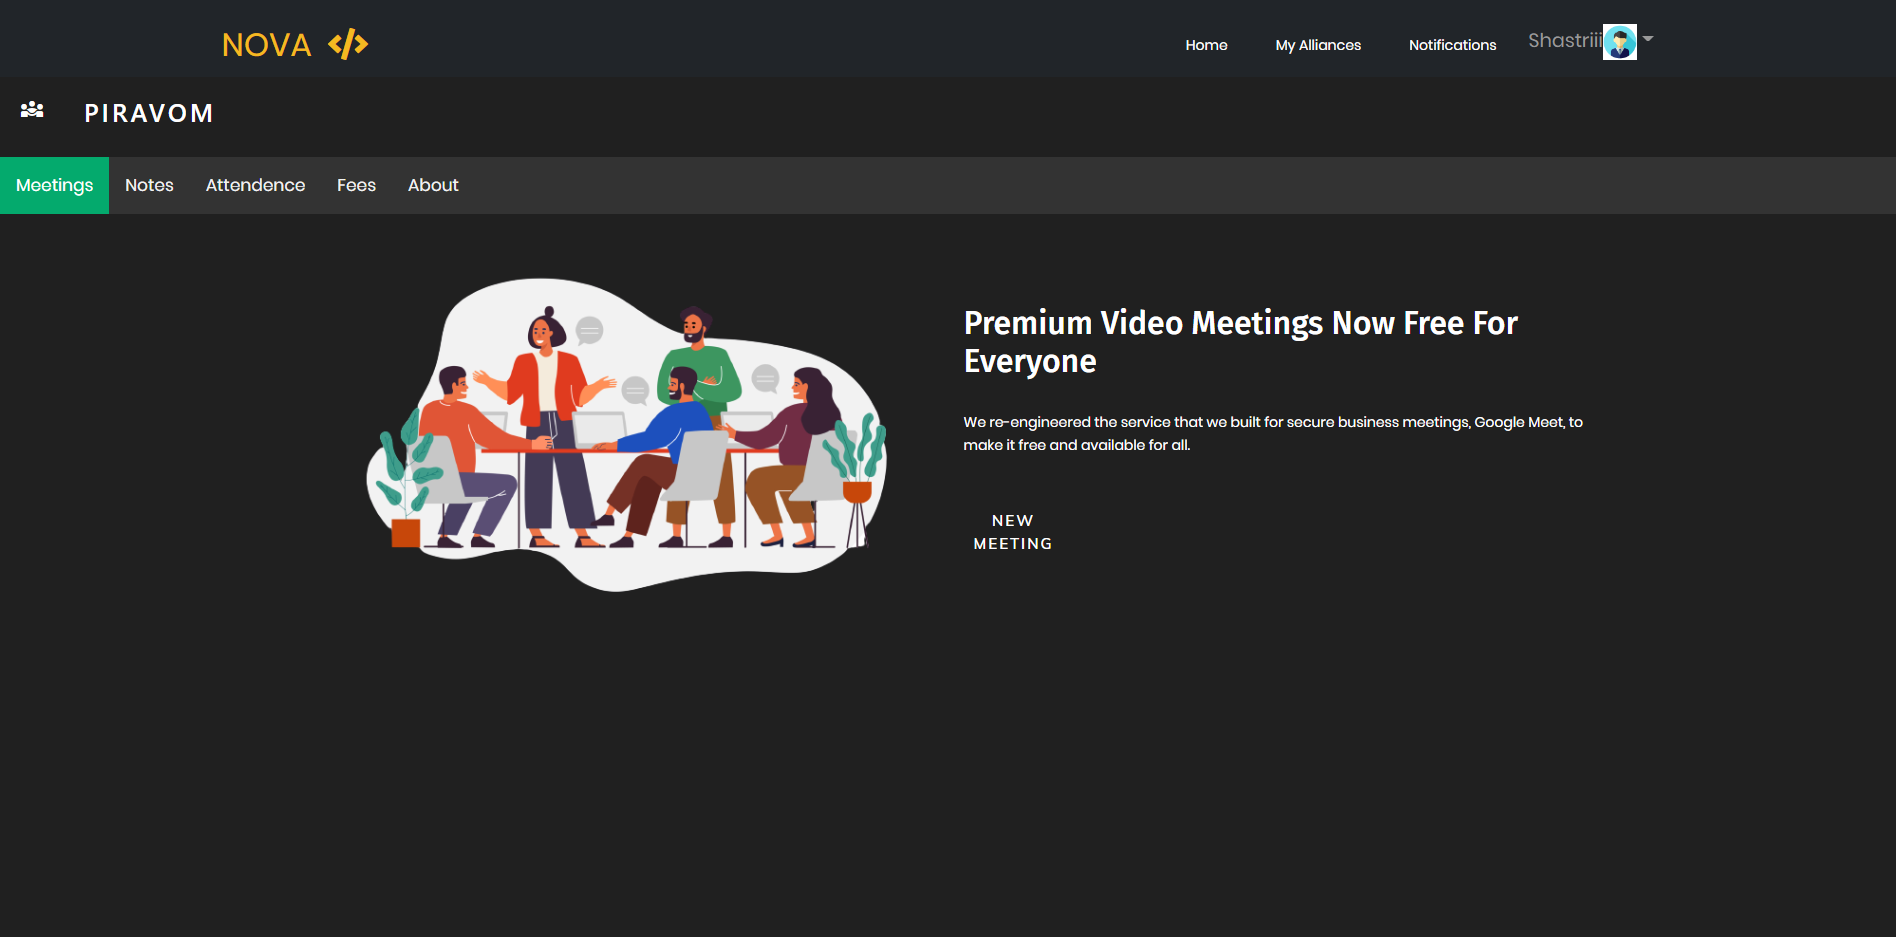 NOVA
Home My Alliances Notifications Shastriii
PIRAVOM
Meetings Notes Attendence Fees About
Premium Video Meetings Now Free For
Everyone
We re-engineered the service that we built for secure business meetings, Google Meet, to
make it free and available for all.
NEW
MEETING